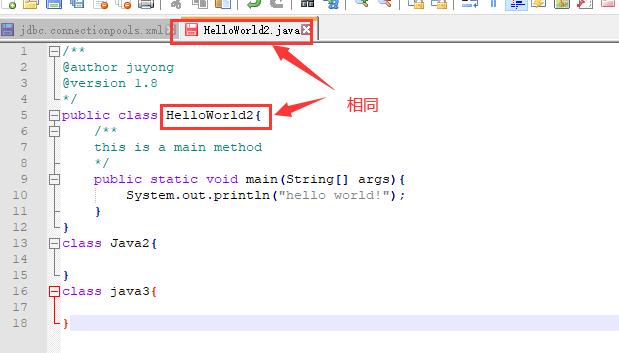 jdbc.connectionpools.xml
HelloWorld2.java
相同
1 /**
2 @author juyong
3 @version 1.8
4 */
5 public class HelloWorld2{
6 /**
7 this is a main method
8 */
9 public static void main(String[] args){
10 System.out.println("hello world!");
11 }
12 }
13 class Java2{
14
15 }
16 class java3{
17
18 }